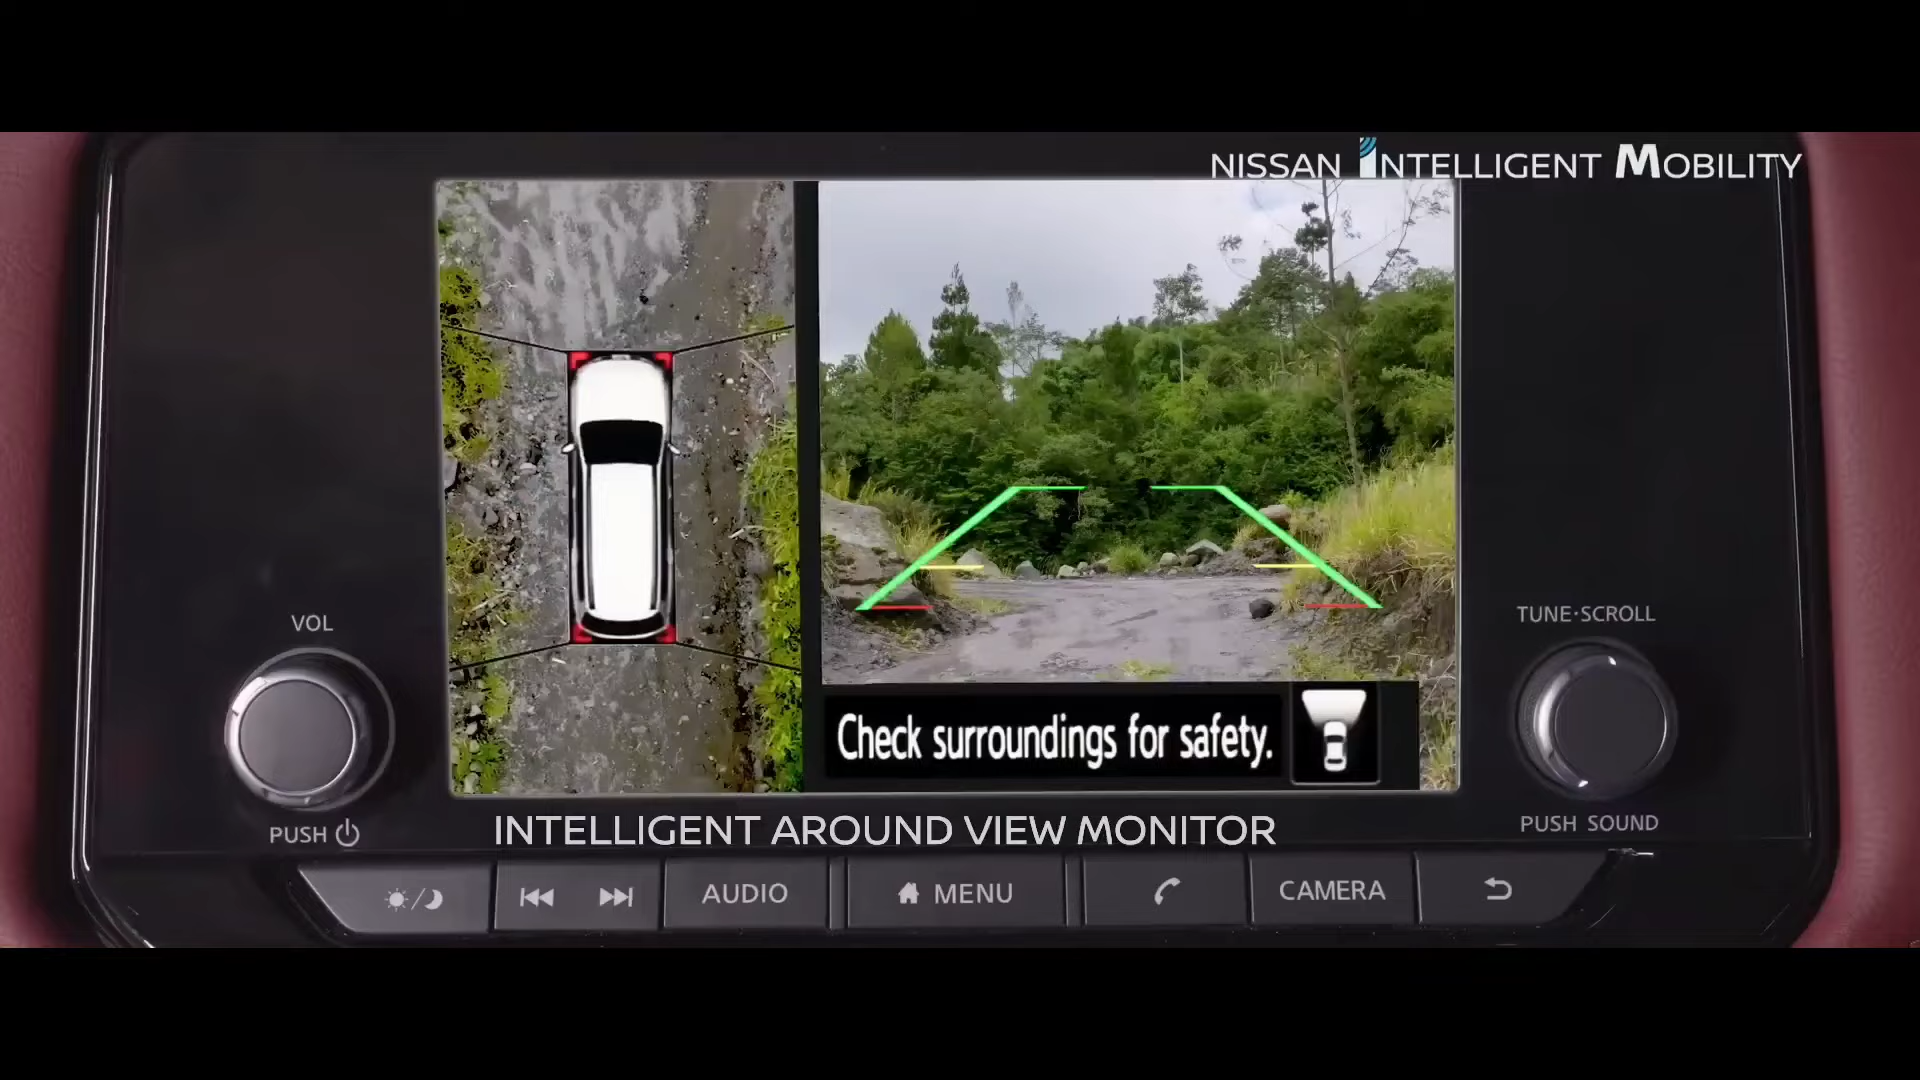 NISSAN INTELLIGENT MOBILITY
Check surroundings for safety.
VOL
TUNE·SCROLL
PUSH
PUSH SOUND
INTELLIGENT AROUND VIEW MONITOR
AUDIO
MENU
CAMERA